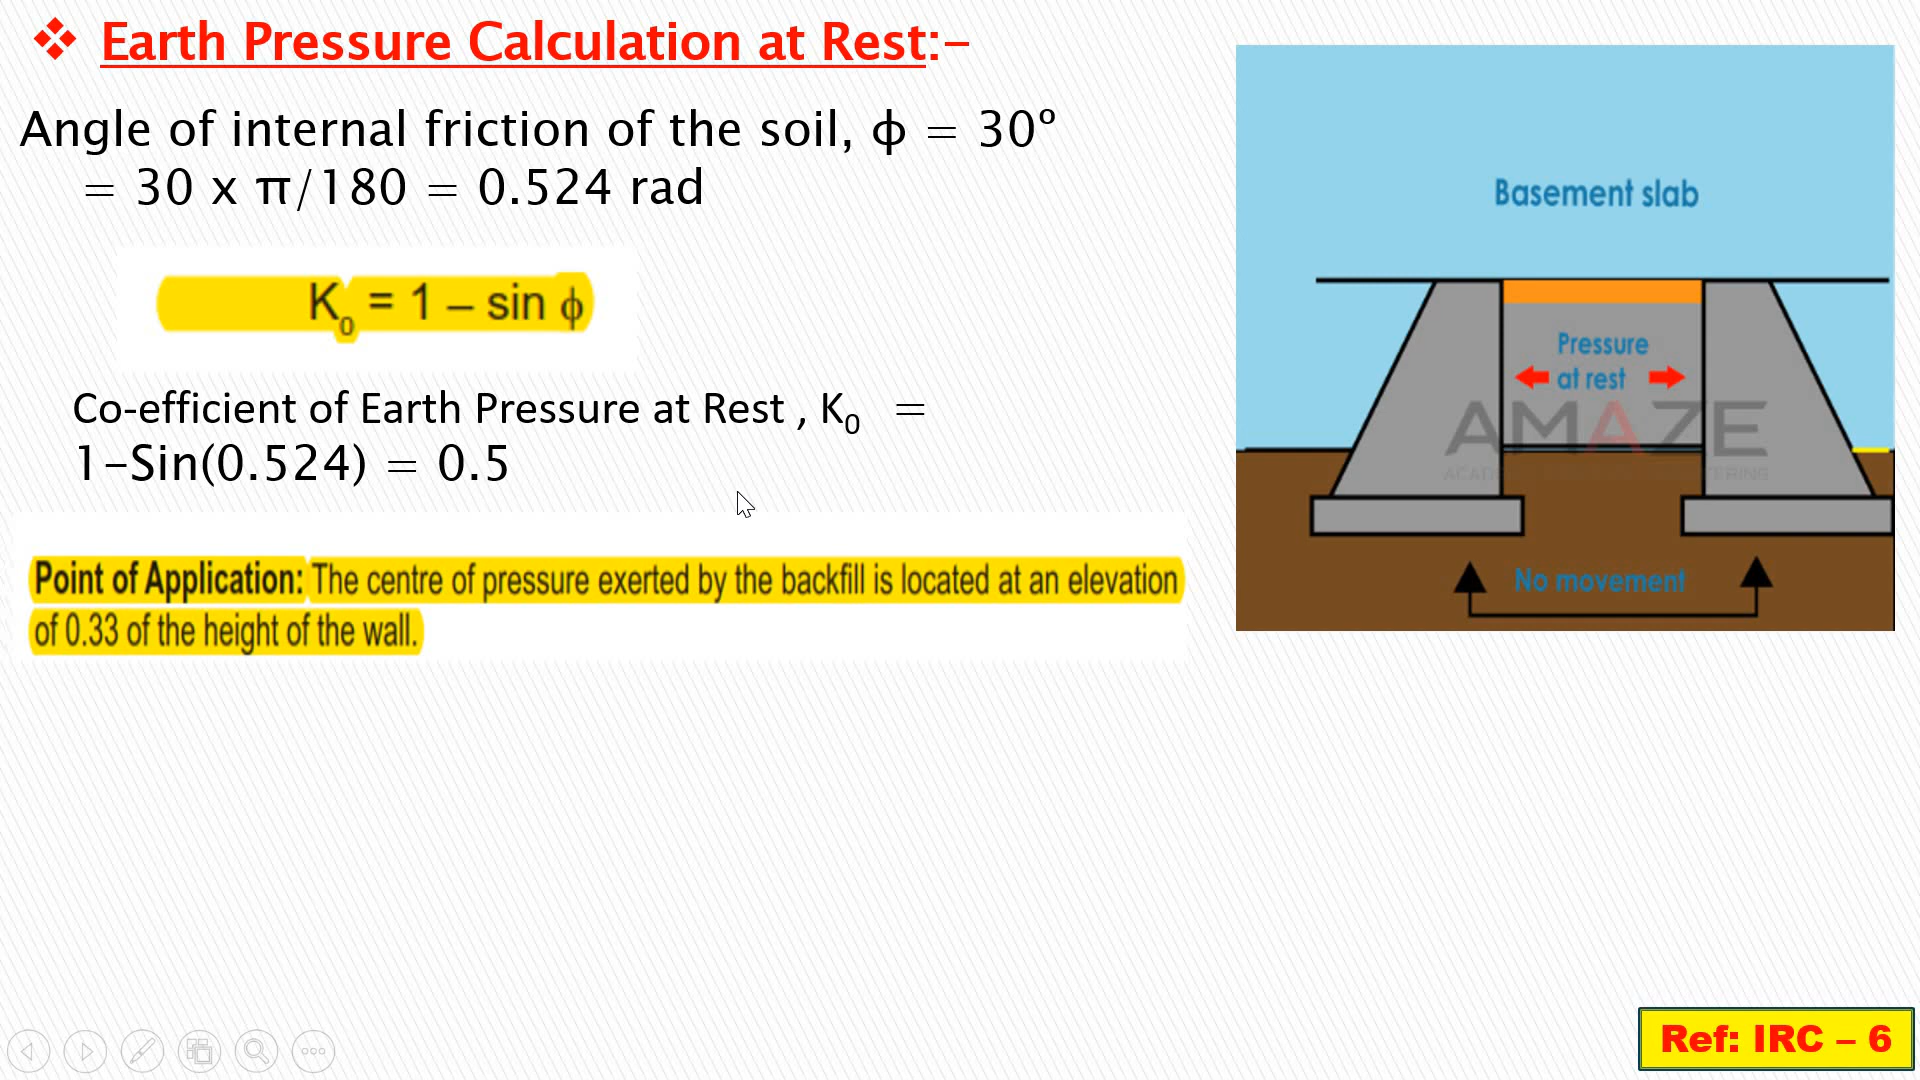 ❖ Earth Pressure Calculation at Rest:-
Angle of internal friction of the soil, ϕ = 30º
= 30 x π/180 = 0.524 rad
K₀ = 1 – sin ϕ
Co-efficient of Earth Pressure at Rest , K₀ =
1-Sin(0.524) = 0.5
Point of Application: The centre of pressure exerted by the backfill is located at an elevation
of 0.33 of the height of the wall.
Basement slab
Pressure
at rest
AMAZE
No movement
Ref: IRC – 6